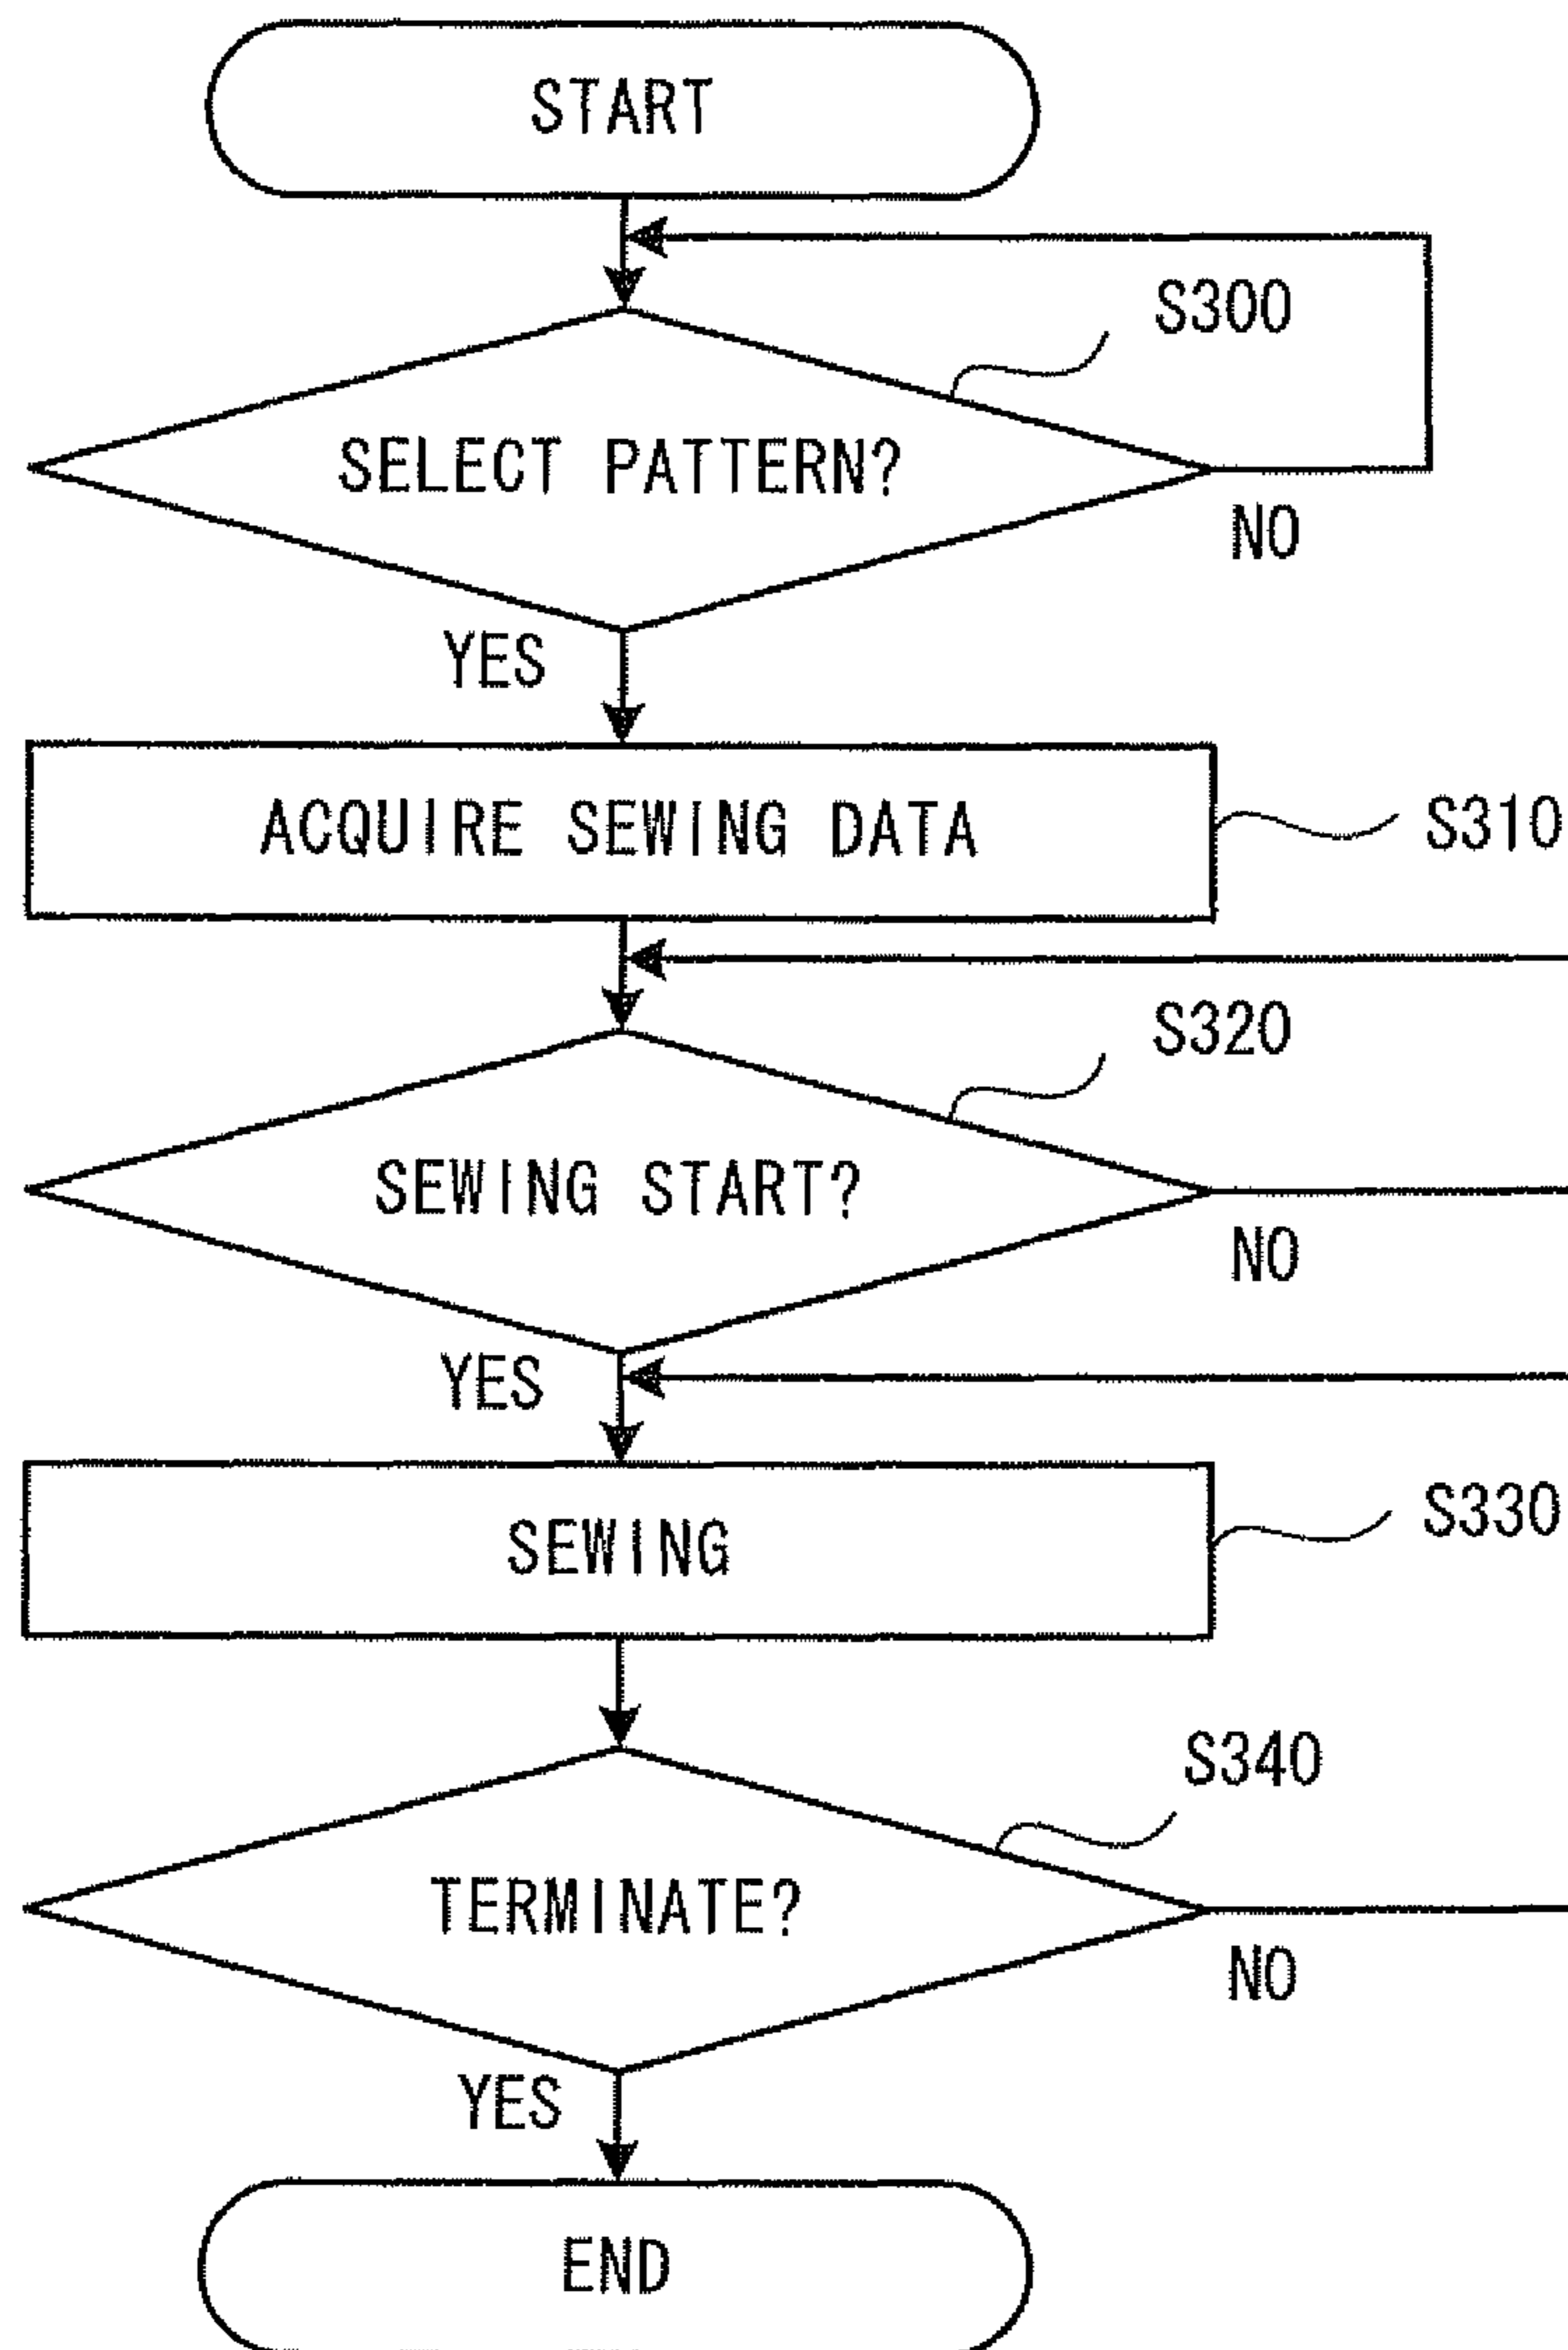 START
S300
SELECT PATTERN?
NO
YES
ACQUIRE SEWING DATA
S310
S320
SEWING START?
NO
YES
SEWING
S330
S340
TERMINATE?
NO
YES
END